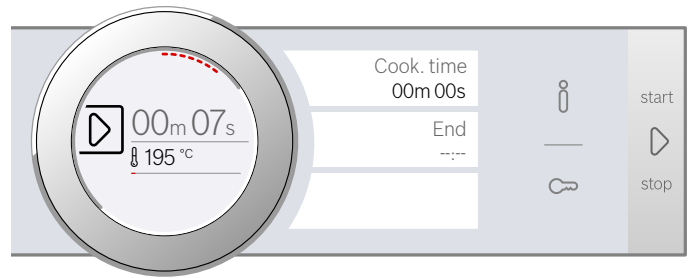 00m 07s
195 °C
Cook. time
00m 00s
End
--:--
start
stop